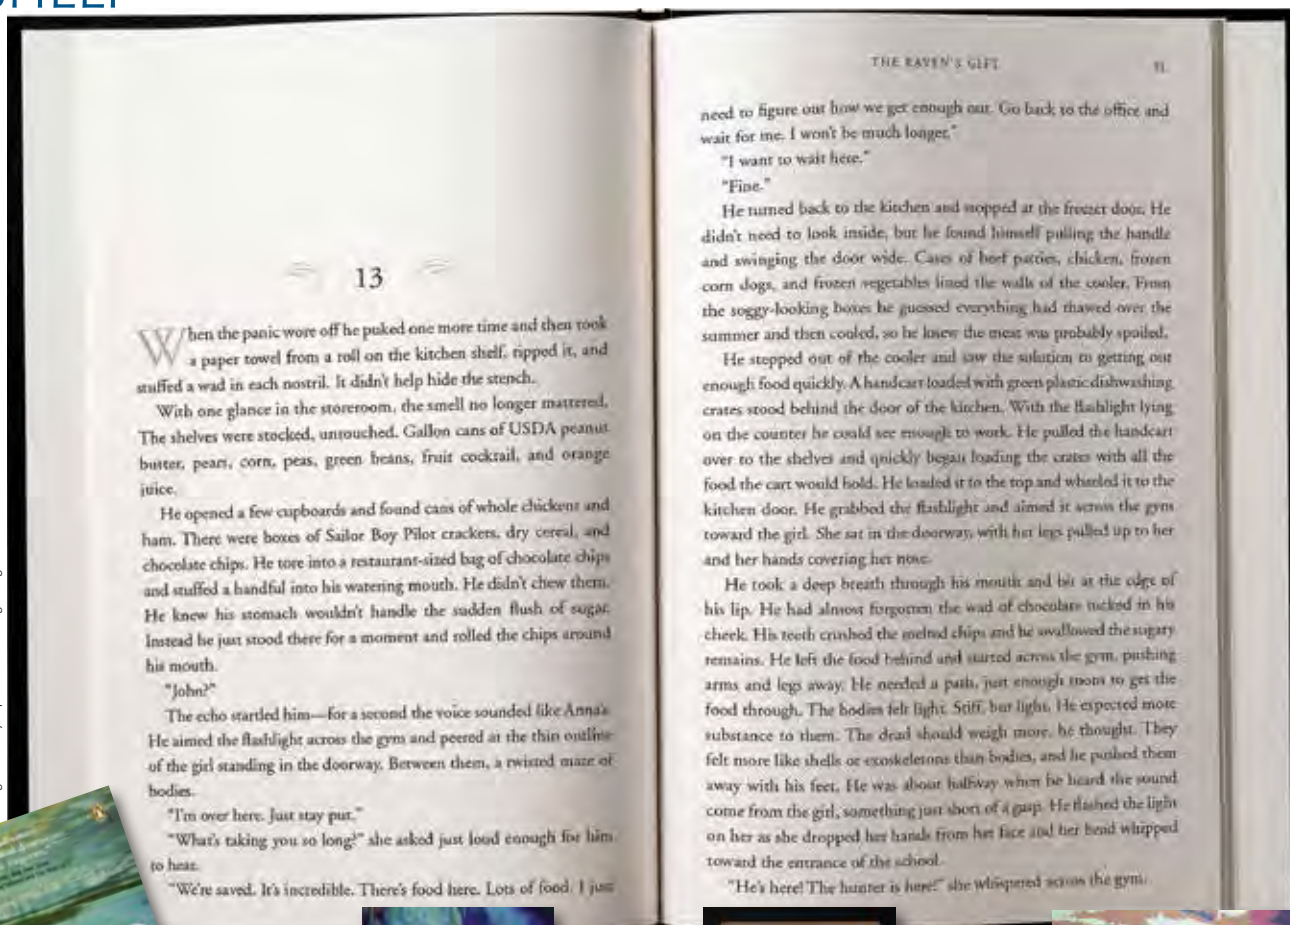 13
When the panic wore off he puked one more time and then took
a paper towel from a roll on the kitchen shelf, ripped it, and
stuffed a wad in each nostril. It didn't help hide the stench.
With one glance in the storeroom, the smell no longer mattered.
The shelves were stocked, untouched. Gallon cans of USDA peanut
butter, pears, corn, peas, green beans, fruit cocktail, and orange
juice.
He opened a few cupboards and found cans of whole chickens and
ham. There were boxes of Sailor Boy Pilot crackers, dry cereal, and
chocolate chips. He tore into a restaurant-sized bag of chocolate chips
and stuffed a handful into his watering mouth. He didn't chew them.
He knew his stomach wouldn't handle the sudden flush of sugar.
Instead he just stood there for a moment and rolled the chips around
his mouth.
"John?"
The echo startled him—for a second the voice sounded like Anna's.
He aimed the flashlight across the gym and peered at the thin outline
of the girl standing in the doorway. Between them, a twisted maze of
bodies.
"I'm over here. Just stay put."
"What's taking you so long?" she asked just loud enough for him
to hear.
"We're saved. It's incredible. There's food here. Lots of food. I just
THE RAVEN'S GIFT
need to figure out how we get enough out. Go back to the office and
wait for me. I won't be much longer."
"I want to wait here."
"Fine."
He turned back to the kitchen and stopped at the freezer door. He
didn't need to look inside, but he found himself pulling the handle
and swinging the door wide. Cases of beef patties, chicken, frozen
corn dogs, and frozen vegetables lined the walls of the cooler. From
the soggy-looking boxes he guessed everything had thawed over the
summer and then cooled, so he knew the meat was probably spoiled.
He stepped out of the cooler and saw the solution to getting out
enough food quickly. A handcart loaded with green plastic dishwashing
crates stood behind the door of the kitchen. With the flashlight lying
on the counter he could see enough to work. He pulled the handcart
over to the shelves and quickly began loading the crates with all the
food the cart would hold. He loaded it to the top and wheeled it to the
kitchen door. He grabbed the flashlight and aimed it across the gym
toward the girl. She sat in the doorway, with her legs pulled up to her
and her hands covering her nose.
He took a deep breath through his mouth and bit at the edge of
his lip. He had almost forgotten the wad of chocolate tucked in his
cheek. His teeth crushed the melted chips and he swallowed the sugary
remains. He left the food behind and started across the gym, pushing
arms and legs away. He needed a path, just enough room to get the
food through. The bodies felt light. Stiff, but light. He expected more
substance to them. The dead should weigh more, he thought. They
felt more like shells or exoskeletons than bodies, and he pushed them
away with his feet. He was about halfway when he heard the sound
come from the girl, something just short of a gasp. He flashed the light
on her as she dropped her hands from her face and her head whipped
toward the entrance of the school.
"He's here! The hunter is here!" she whispered across the gym.